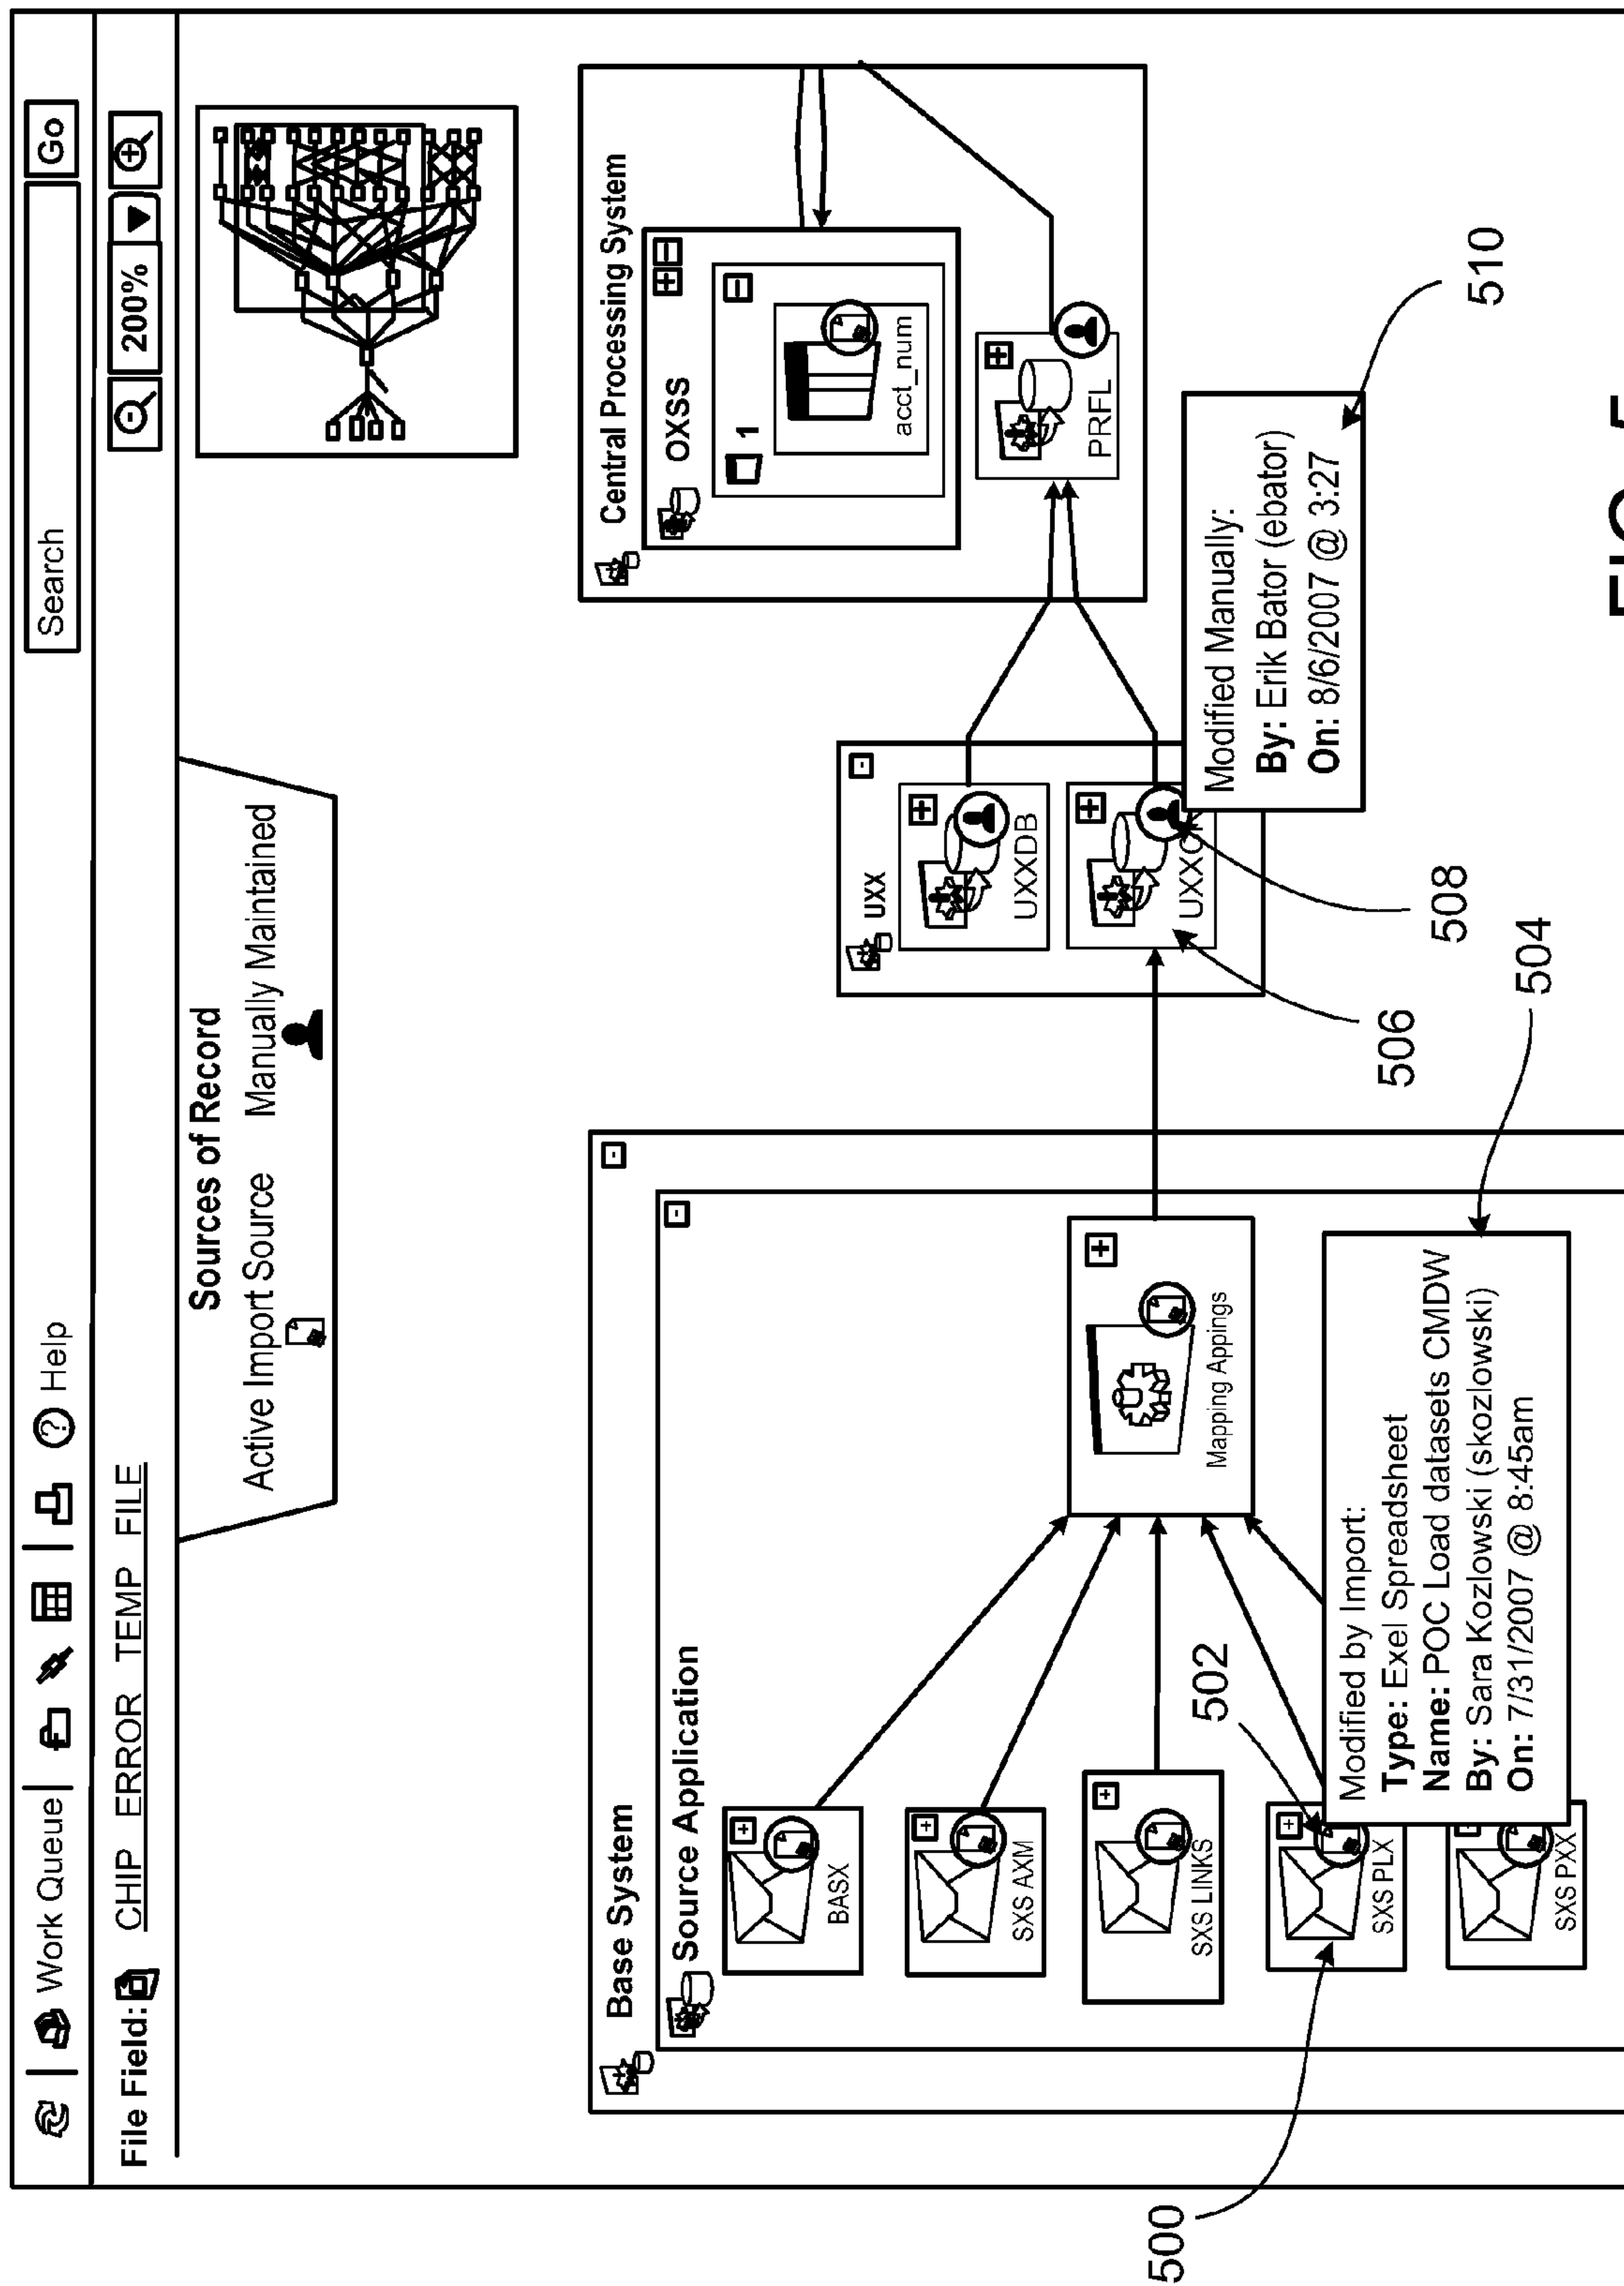 Work Queue
Help
Search
Go
File Field:
CHIP ERROR TEMP FILE
200%
Sources of Record
Active Import Source
Manually Maintained
Base System
Source Application
BASX
SXS AXM
SXS LINKS
SXS PLX
SXS PXX
Mapping Appings
Modified by Import:
Type: Exel Spreadsheet
Name: POC Load datasets CMDW
By: Sara Kozlowski (skozlowski)
On: 7/31/2007 @ 8:45am
UXX
UXXDB
Central Processing System
OXSS
1
acct_num
PRFL
Modified Manually:
By: Erik Bator (ebator)
On: 8/6/2007 @ 3:27
500
502
504
506
508
510